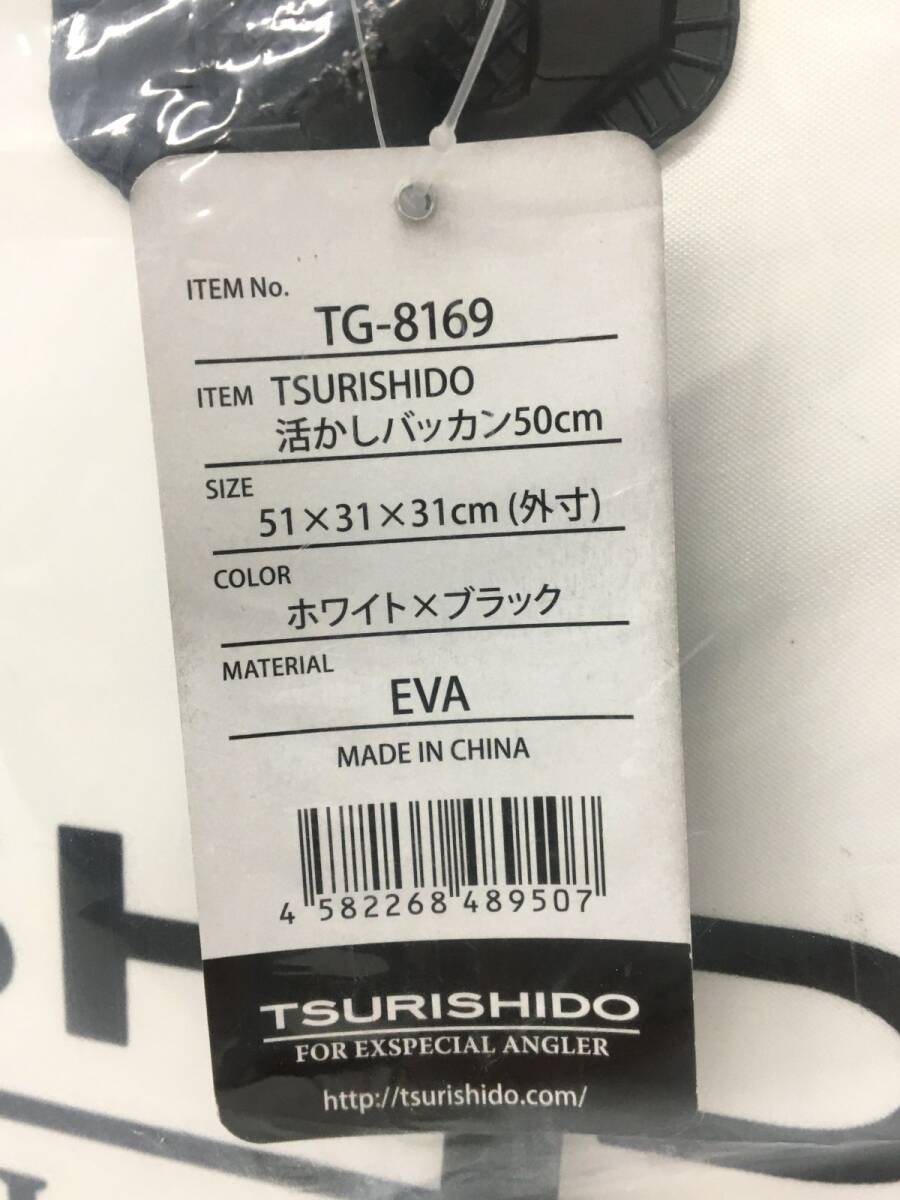 ITEM No.
TG-8169
ITEM TSURISHIDO
活かしバッカン50cm
SIZE
51×31×31cm (外寸)
COLOR
ホワイト×ブラック
MATERIAL
EVA
MADE IN CHINA
4 582268 489507
TSURISHIDO
FOR EXSPECIAL ANGLER
http://tsurishido.com/